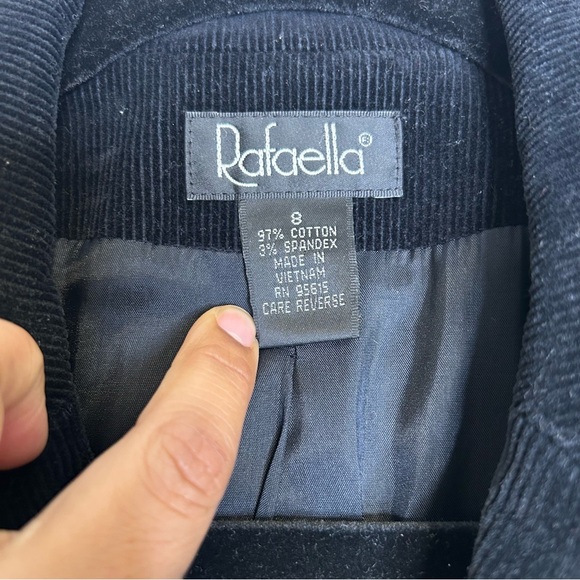 Rafaella®
8
97% COTTON
3% SPANDEX
MADE IN
VIETNAM
RN 95615
CARE REVERSE